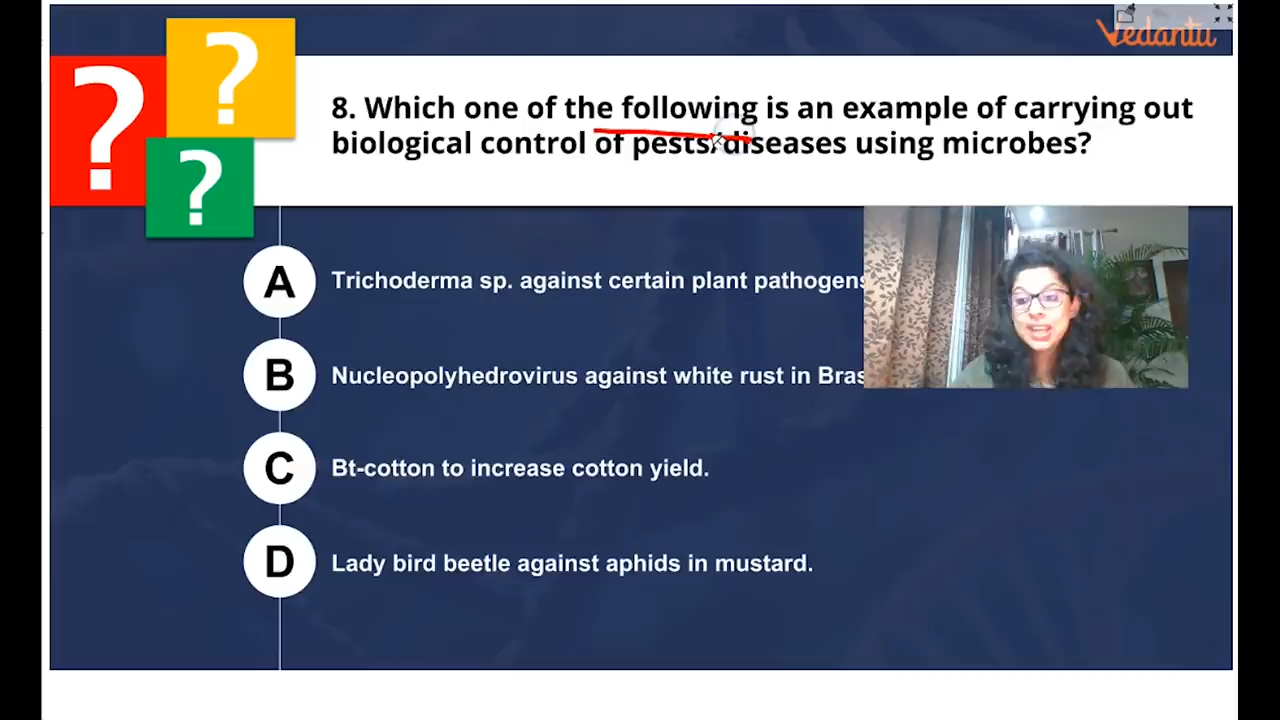 Vedantu
? ? ?
8. Which one of the following is an example of carrying out
biological control of pests/diseases using microbes?
A Trichoderma sp. against certain plant pathogens
B Nucleopolyhedrovirus against white rust in
C Bt-cotton to increase cotton yield.
D Lady bird beetle against aphids in mustard.